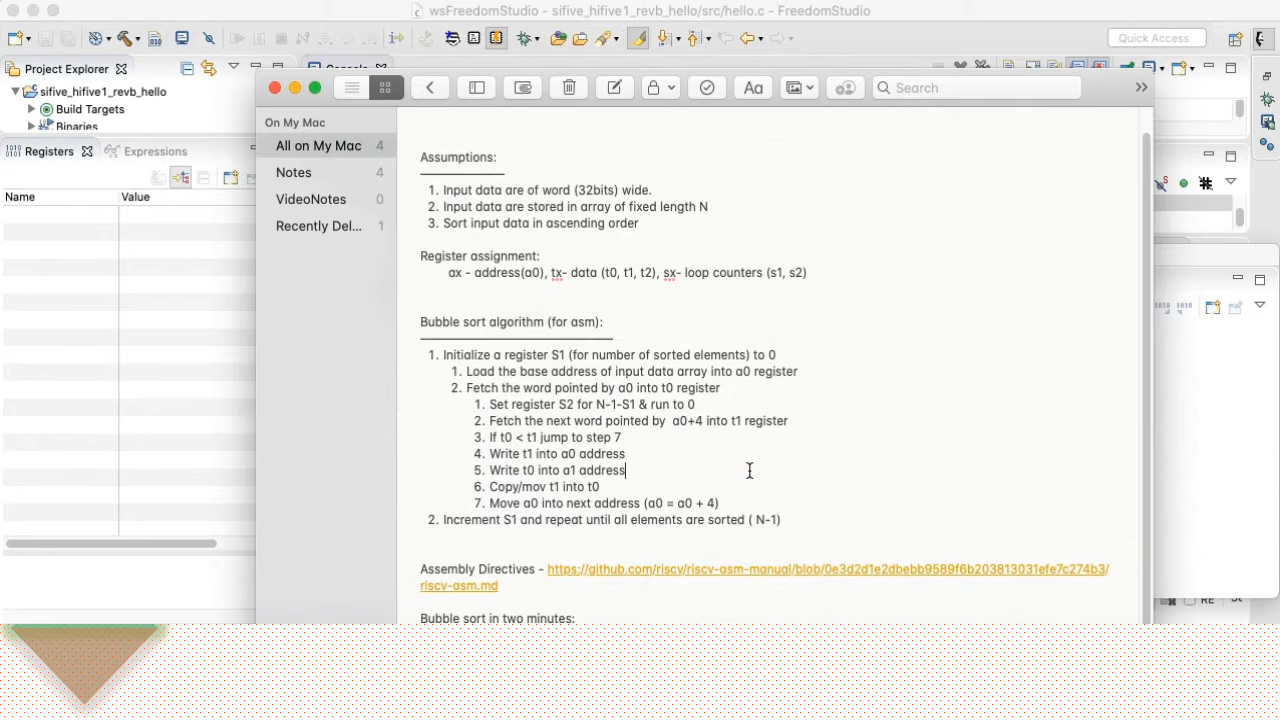 wsFreedomStudio - sifive_hifive1_revb_hello/src/hello.c - FreedomStudio
Quick Access
Project Explorer
Console
sifive_hifive1_revb_hello
Build Targets
Binaries
Registers
Expressions
Name
Value
Aa
Search
On My Mac
All on My Mac 4
Notes 4
VideoNotes 0
Recently Del... 1
Assumptions:
1. Input data are of word (32bits) wide.
2. Input data are stored in array of fixed length N
3. Sort input data in ascending order
Register assignment:
ax - address(a0), tx- data (t0, t1, t2), sx- loop counters (s1, s2)
Bubble sort algorithm (for asm):
1. Initialize a register S1 (for number of sorted elements) to 0
1. Load the base address of input data array into a0 register
2. Fetch the word pointed by a0 into t0 register
1. Set register S2 for N-1-S1 & run to 0
2. Fetch the next word pointed by a0+4 into t1 register
3. If t0 < t1 jump to step 7
4. Write t1 into a0 address
5. Write t0 into a1 address
6. Copy/mov t1 into t0
7. Move a0 into next address (a0 = a0 + 4)
2. Increment S1 and repeat until all elements are sorted ( N-1)
Assembly Directives - https://github.com/riscv/riscv-asm-manual/blob/0e3d2d1e2dbebb9589f6b203813031efe7c274b3/
riscv-asm.md
Bubble sort in two minutes: